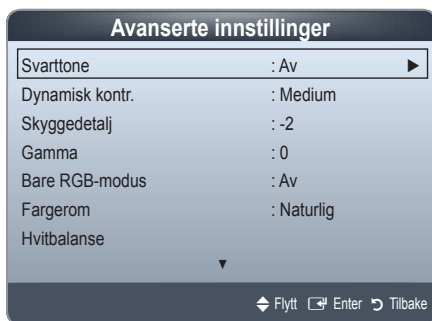 Avanserte innstillinger
Svarttone : Av ►
Dynamisk kontr. : Medium
Skyggedetalj : -2
Gamma : 0
Bare RGB-modus : Av
Fargerom : Naturlig
Hvitbalanse
▼
Flytt Enter Tilbake